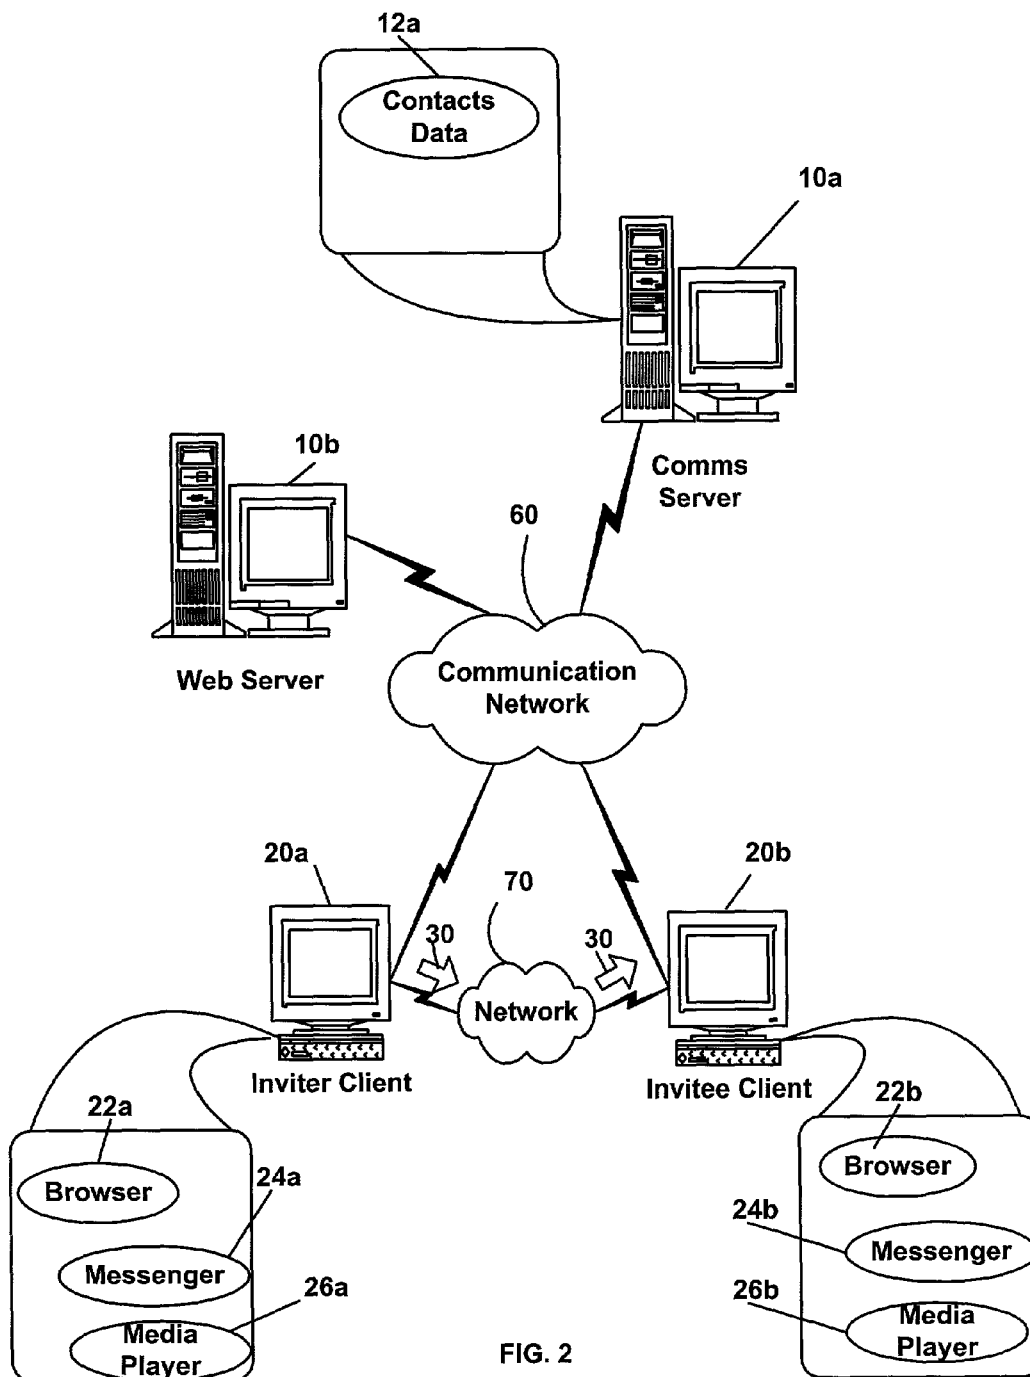 12a
Contacts
Data
10a
10b
Comms
Server
60
Web Server
Communication
Network
20a
70
20b
30
30
Network
Inviter Client
Invitee Client
22a
22b
Browser
Browser
24a
24b
Messenger
Messenger
26a
26b
Media
Player
Media
Player
FIG. 2